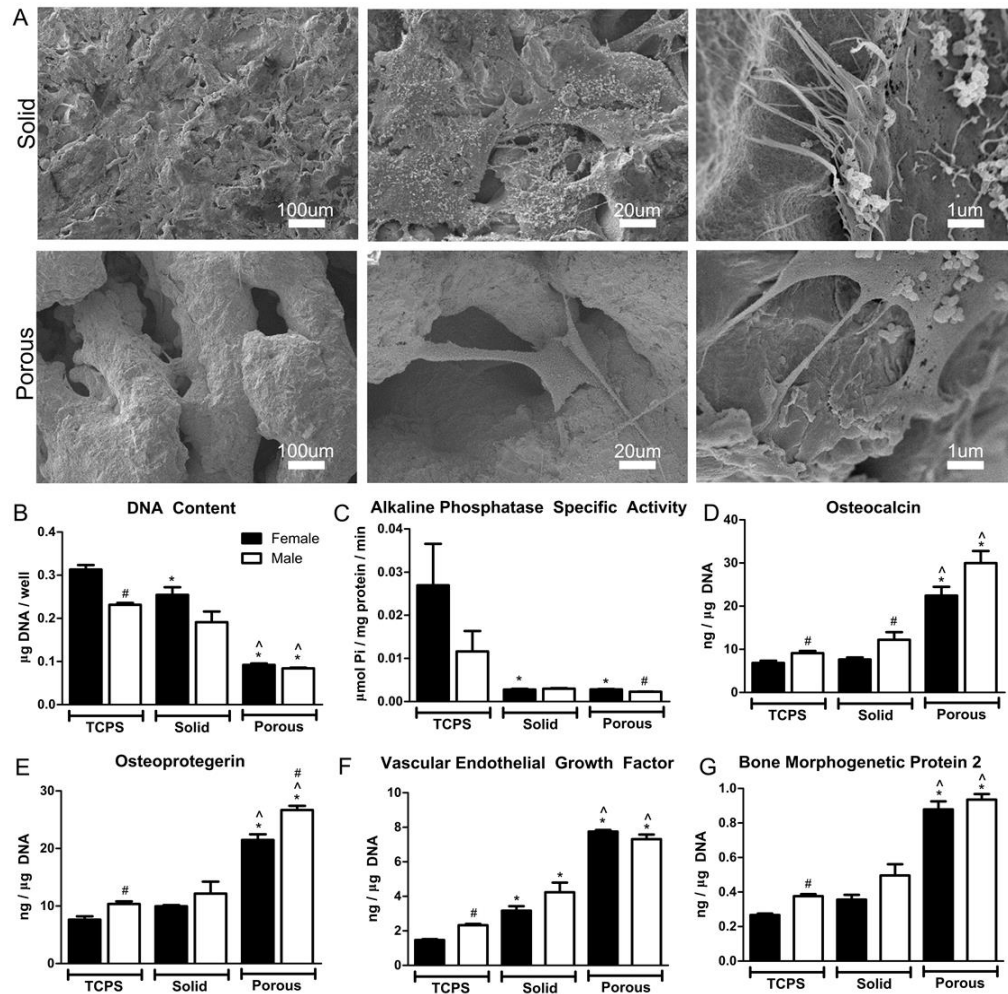 A
Solid
100um
20um
1um
Porous
100um
20um
1um
B
DNA Content
µg DNA / well
0.4
0.3
0.2
0.1
0.0
Female
Male
#
*
^
*
^
*
TCPS
Solid
Porous
C
Alkaline Phosphatase Specific Activity
µmol Pi / mg protein / min
0.04
0.03
0.02
0.01
0.00
*
*
#
TCPS
Solid
Porous
D
Osteocalcin
ng / µg DNA
40
30
20
10
0
#
#
^
*
^
*
TCPS
Solid
Porous
E
Osteoprotegerin
ng / µg DNA
30
20
10
0
#
^
*
#
^
*
TCPS
Solid
Porous
F
Vascular Endothelial Growth Factor
ng / µg DNA
10
8
6
4
2
0
#
*
*
^
*
^
*
TCPS
Solid
Porous
G
Bone Morphogenetic Protein 2
ng / µg DNA
1.0
0.8
0.6
0.4
0.2
0.0
#
^
*
^
*
TCPS
Solid
Porous